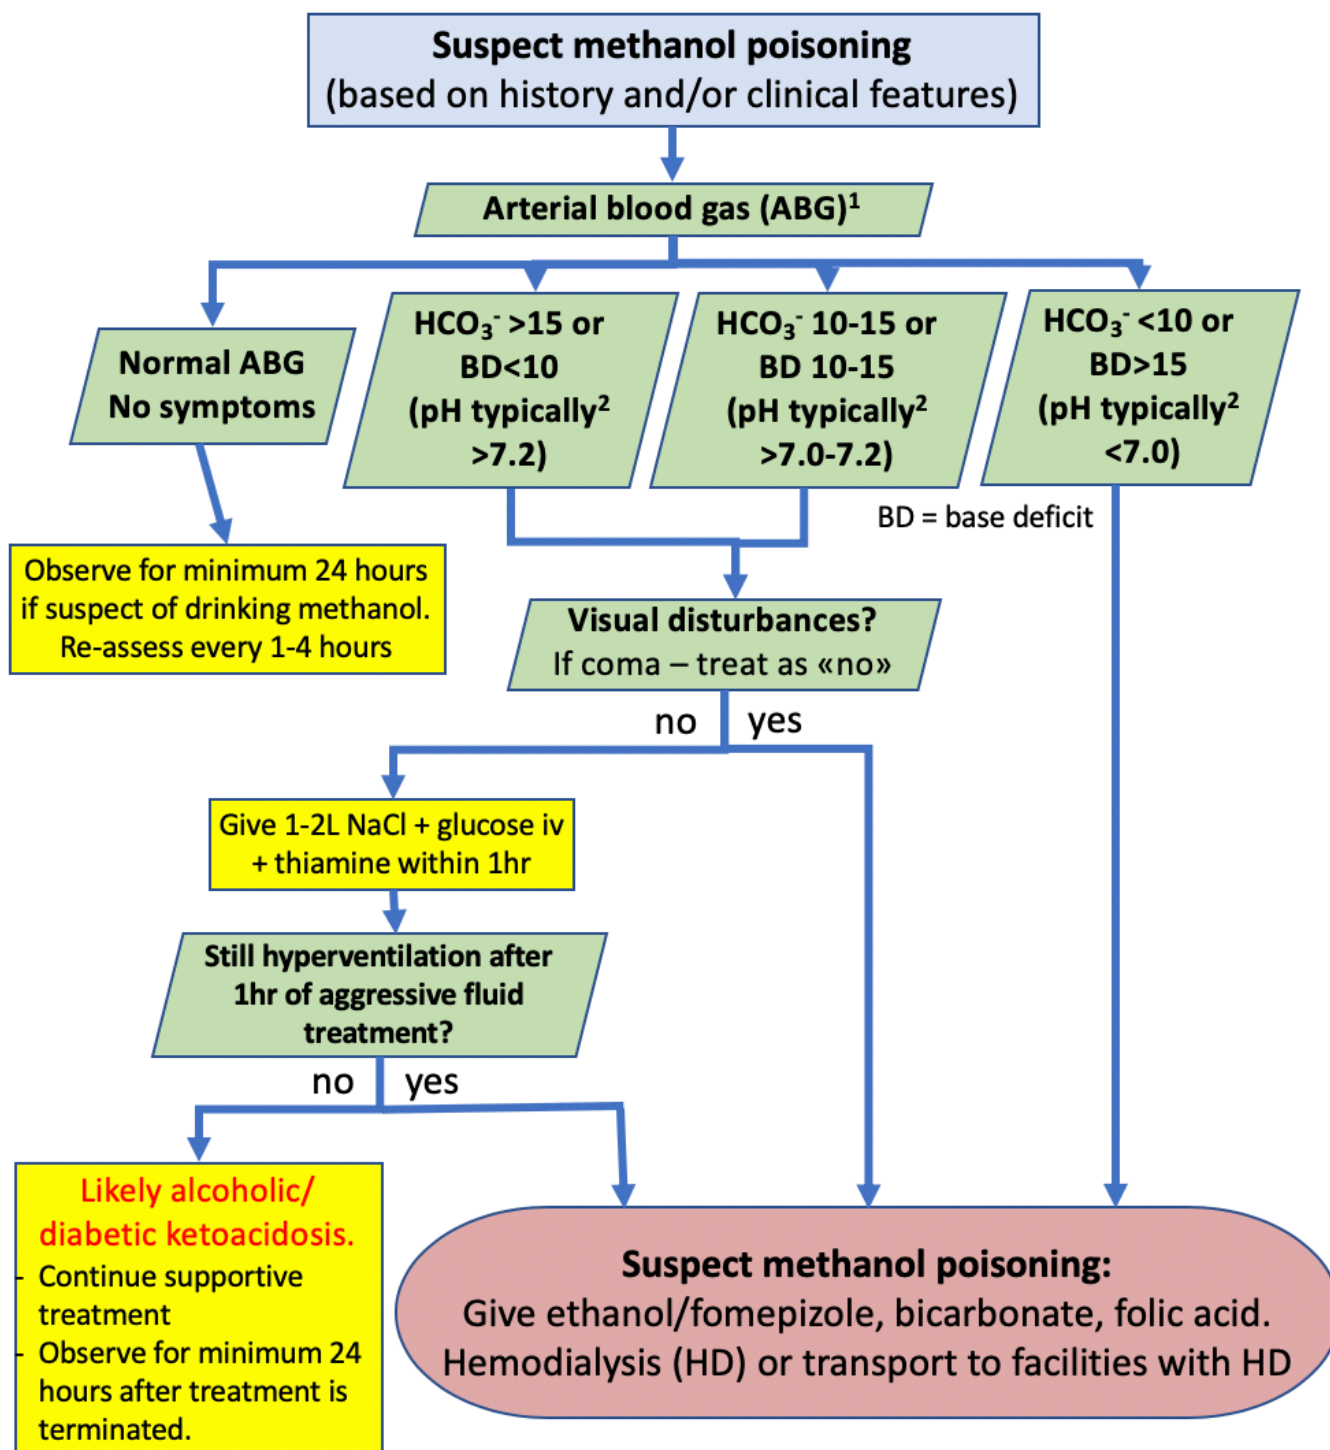 Suspect methanol poisoning
(based on history and/or clinical features)
Arterial blood gas (ABG)¹
Normal ABG
No symptoms
HCO₃⁻ >15 or
BD<10
(pH typically²
>7.2)
HCO₃⁻ 10-15 or
BD 10-15
(pH typically²
>7.0-7.2)
HCO₃⁻ <10 or
BD>15
(pH typically²
<7.0)
BD = base deficit
Observe for minimum 24 hours
if suspect of drinking methanol.
Re-assess every 1-4 hours
Visual disturbances?
If coma – treat as «no»
no
yes
Give 1-2L NaCl + glucose iv
+ thiamine within 1hr
Still hyperventilation after
1hr of aggressive fluid
treatment?
no
yes
Likely alcoholic/
diabetic ketoacidosis.
- Continue supportive
treatment
- Observe for minimum 24
hours after treatment is
terminated.
Suspect methanol poisoning:
Give ethanol/fomepizole, bicarbonate, folic acid.
Hemodialysis (HD) or transport to facilities with HD